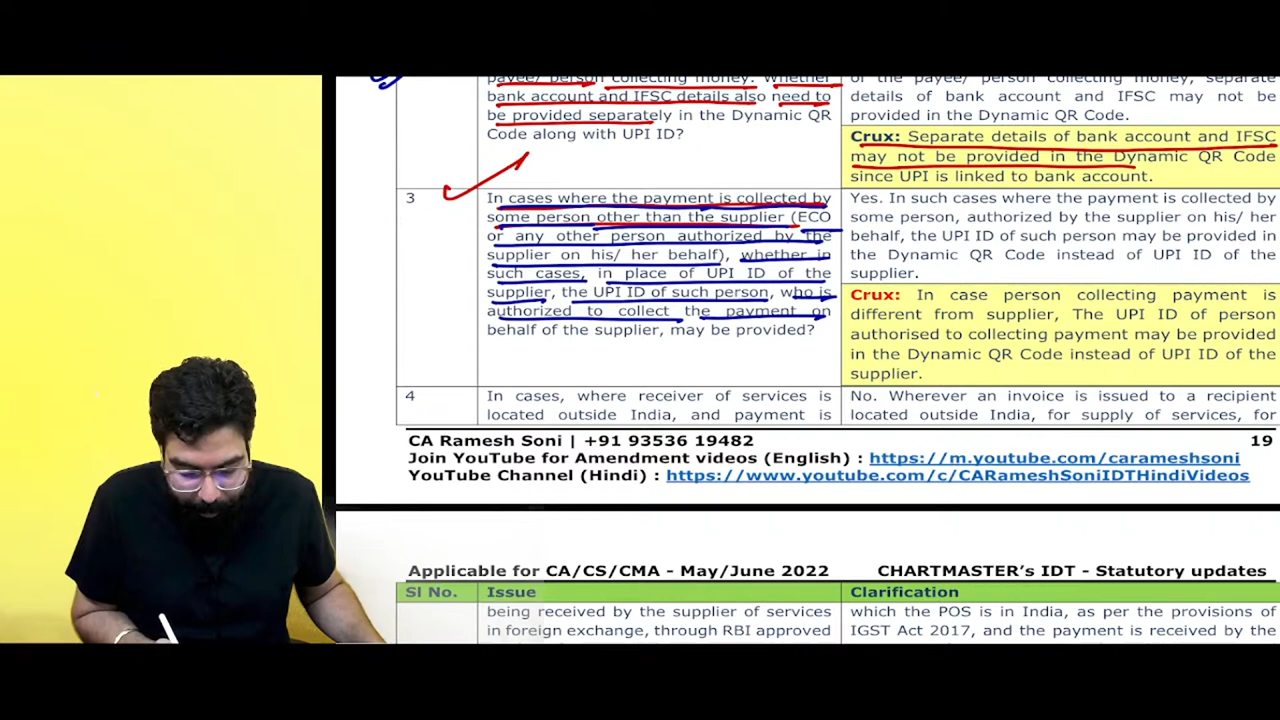 payee/ person collecting money. Whether
bank account and IFSC details also need to
be provided separately in the Dynamic QR
Code along with UPI ID?
of the payee/ person collecting money, separate
details of bank account and IFSC may not be
provided in the Dynamic QR Code.
Crux: Separate details of bank account and IFSC
may not be provided in the Dynamic QR Code
since UPI is linked to bank account.
3
In cases where the payment is collected by
some person other than the supplier (ECO
or any other person authorized by the
supplier on his/ her behalf), whether in
such cases, in place of UPI ID of the
supplier, the UPI ID of such person, who is
authorized to collect the payment on
behalf of the supplier, may be provided?
Yes. In such cases where the payment is collected by
some person, authorized by the supplier on his/ her
behalf, the UPI ID of such person may be provided in
the Dynamic QR Code instead of UPI ID of the
supplier.
Crux: In case person collecting payment is
different from supplier, The UPI ID of person
authorised to collecting payment may be provided
in the Dynamic QR Code instead of UPI ID of the
supplier.
4
In cases, where receiver of services is
located outside India, and payment is
No. Wherever an invoice is issued to a recipient
located outside India, for supply of services, for
CA Ramesh Soni | +91 93536 19482
19
Join YouTube for Amendment videos (English) : https://m.youtube.com/carameshsoni
YouTube Channel (Hindi) : https://www.youtube.com/c/CARameshSoniIDTHindiVideos
Applicable for CA/CS/CMA - May/June 2022
CHARTMASTER's IDT - Statutory updates
Sl No.
Issue
Clarification
being received by the supplier of services
in foreign exchange, through RBI approved
which the POS is in India, as per the provisions of
IGST Act 2017, and the payment is received by the